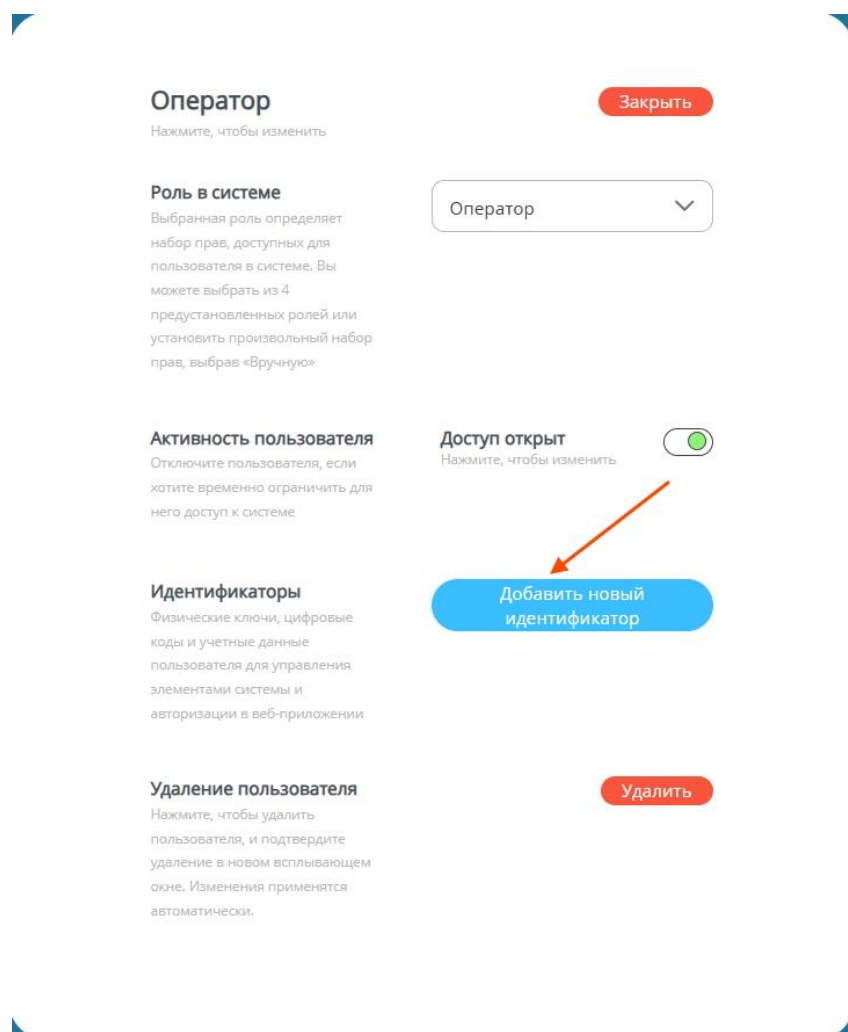 Оператор
Закрыть
Нажмите, чтобы изменить
Роль в системе
Выбранная роль определяет
набор прав, доступных для
пользователя в системе. Вы
можете выбрать из 4
предустановленных ролей или
установить произвольный набор
прав, выбрав «Вручную»
Оператор
Активность пользователя
Отключите пользователя, если
хотите временно ограничить для
него доступ к системе
Доступ открыт
Нажмите, чтобы изменить
Идентификаторы
Физические ключи, цифровые
коды и учетные данные
пользователя для управления
элементами системы и
авторизации в веб-приложении
Добавить новый
идентификатор
Удаление пользователя
Нажмите, чтобы удалить
пользователя, и подтвердите
удаление в новом всплывающем
окне. Изменения применятся
автоматически.
Удалить